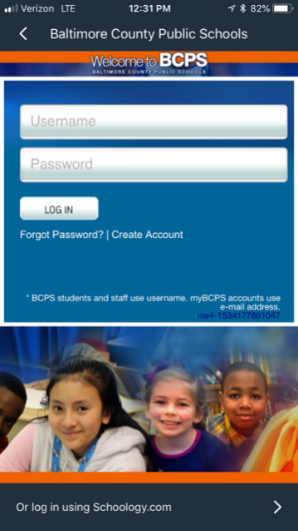 Verizon LTE 12:31 PM 82%
Baltimore County Public Schools
Welcome to BCPS
BALTIMORE COUNTY PUBLIC SCHOOLS
Username
Password
LOG IN
Forgot Password? | Create Account
* BCPS students and staff use username. myBCPS accounts use
e-mail address.
nw4-1534177981047
Or log in using Schoology.com